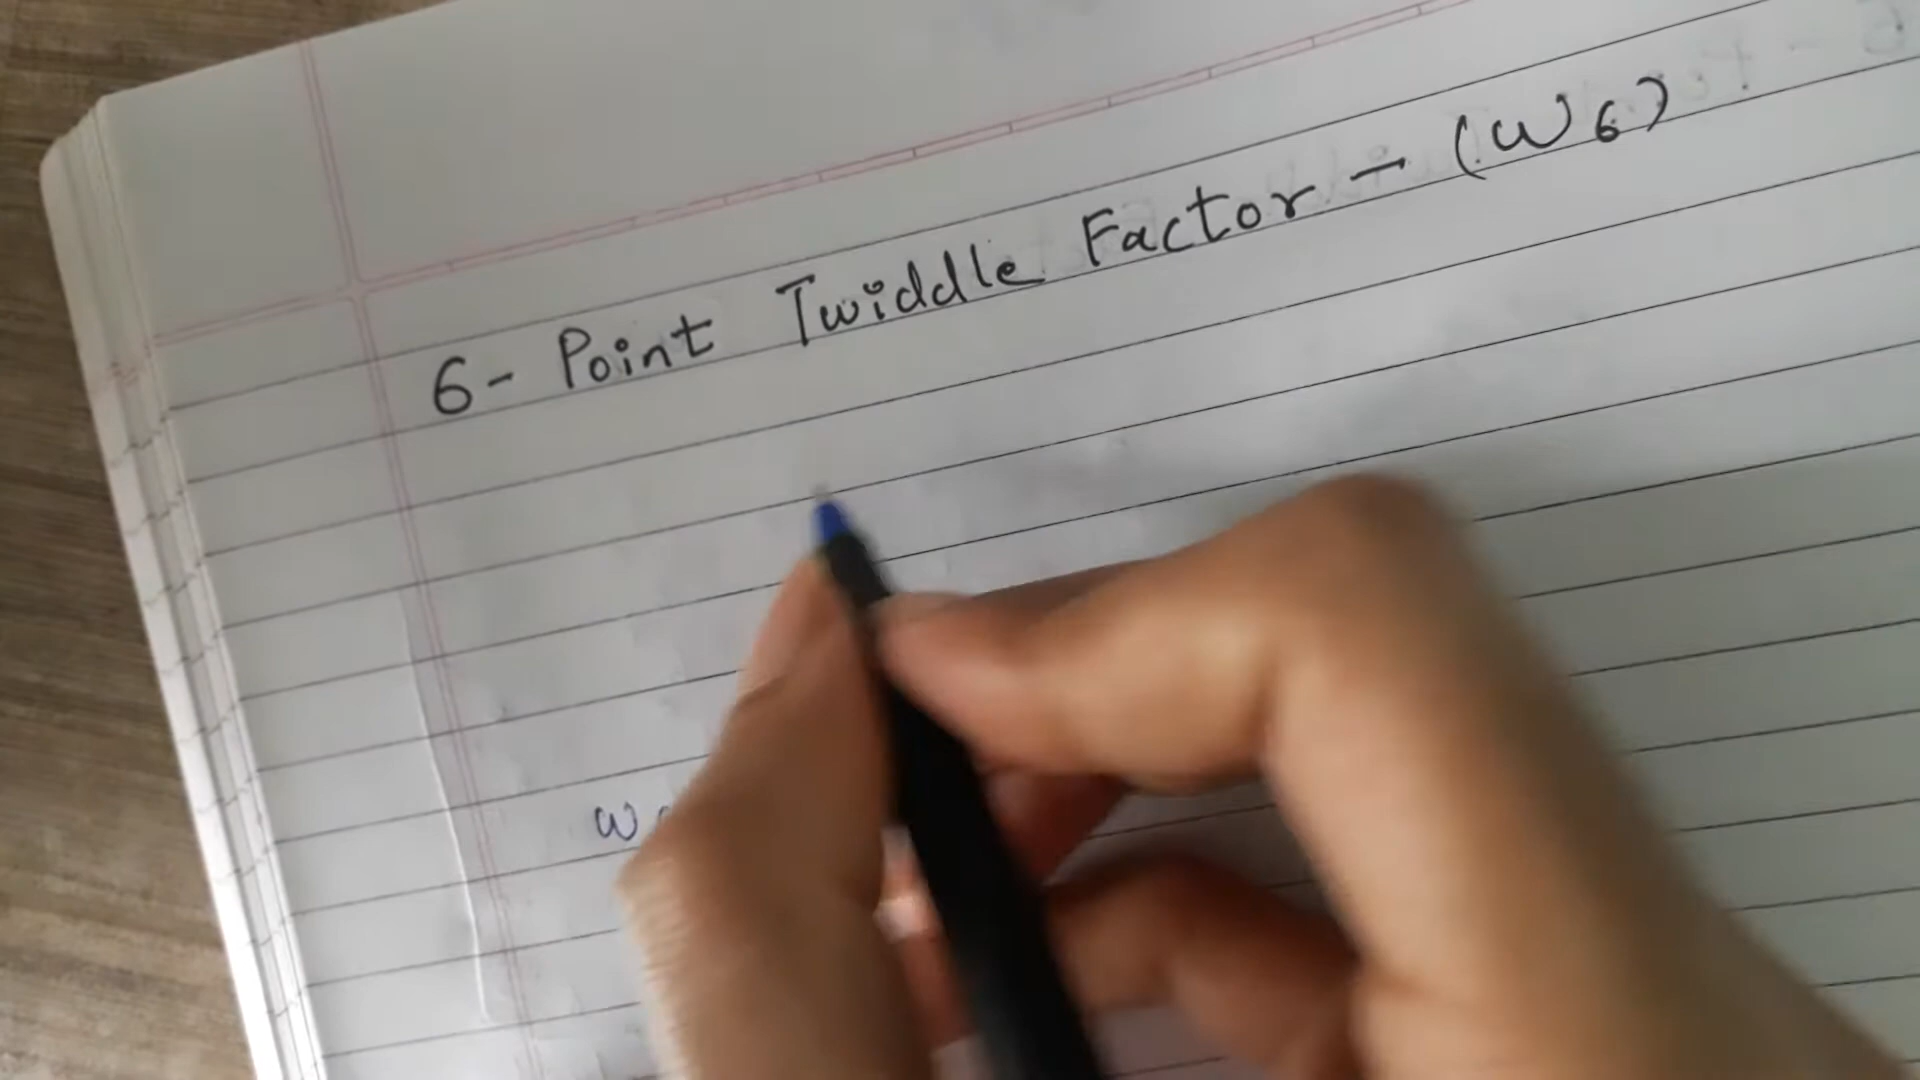 6- Point Twiddle Factor - (W6)
W